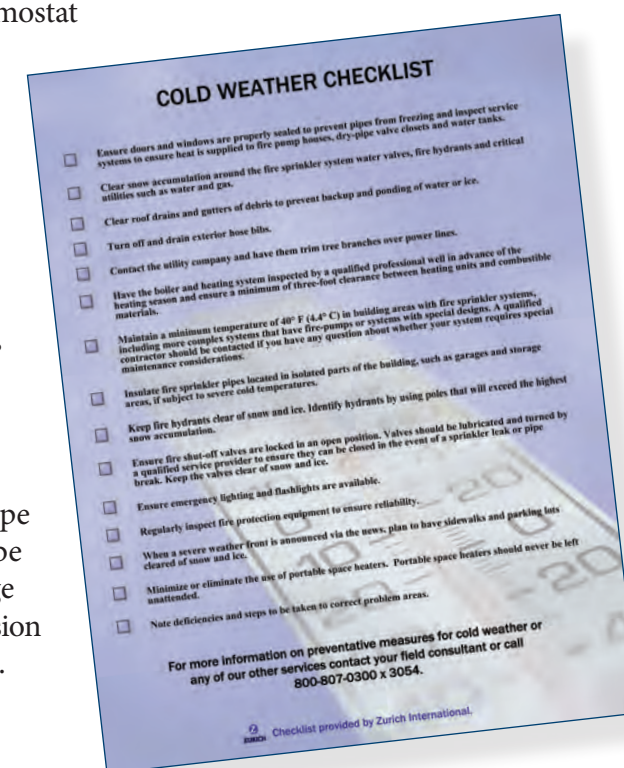 mostat
COLD WEATHER CHECKLIST
Ensure doors and windows are properly sealed to prevent pipes from freezing and inspect service
systems to ensure heat is supplied to fire pump houses, dry-pipe valve closets and water tanks.
Clear snow accumulation around the fire sprinkler system water valves, fire hydrants and critical
utilities such as water and gas.
Clear roof drains and gutters of debris to prevent backup and ponding of water or ice.
Turn off and drain exterior hose bibs.
Contact the utility company and have them trim tree branches over power lines.
Have the boiler and heating system inspected by a qualified professional well in advance of the
heating season and ensure a minimum of three-foot clearance between heating units and combustible
materials.
Maintain a minimum temperature of 40° F (4.4° C) in building areas with fire sprinkler systems,
including more complex systems that have fire-pumps or systems with special designs. A qualified
contractor should be contacted if you have any question about whether your system requires special
maintenance considerations.
Insulate fire sprinkler pipes located in isolated parts of the building, such as garages and storage
areas, if subject to severe cold temperatures.
Keep fire hydrants clear of snow and ice. Identify hydrants by using poles that will exceed the highest
snow accumulation.
Ensure fire shut-off valves are locked in an open position. Valves should be lubricated and turned by
a qualified service provider to ensure they can be closed in the event of a sprinkler leak or pipe
break. Keep the valves clear of snow and ice.
Ensure emergency lighting and flashlights are available.
Regularly inspect fire protection equipment to ensure reliability.
When a severe weather front is announced via the news, plan to have sidewalks and parking lots
cleared of snow and ice.
Minimize or eliminate the use of portable space heaters. Portable space heaters should never be left
unattended.
Note deficiencies and steps to be taken to correct problem areas.
For more information on preventative measures for cold weather or
any of our other services contact your field consultant or call
800-807-0300 x 3054.
ZURICH Checklist provided by Zurich International.
pe
be
ge
sion
.
20
0
10
0
20
20